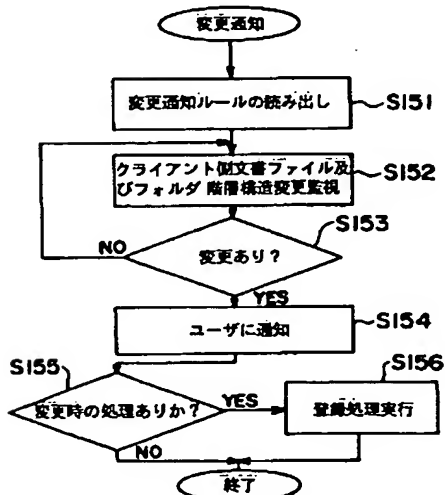 変更通知
変更通知ルールの読み出し
S151
クライアント側文書ファイル及
びフォルダ 階層構造変更監視
S152
S153
変更あり?
NO
YES
ユーザに通知
S154
S155
変更時の処理ありか?
YES
S156
登録処理実行
NO
終了